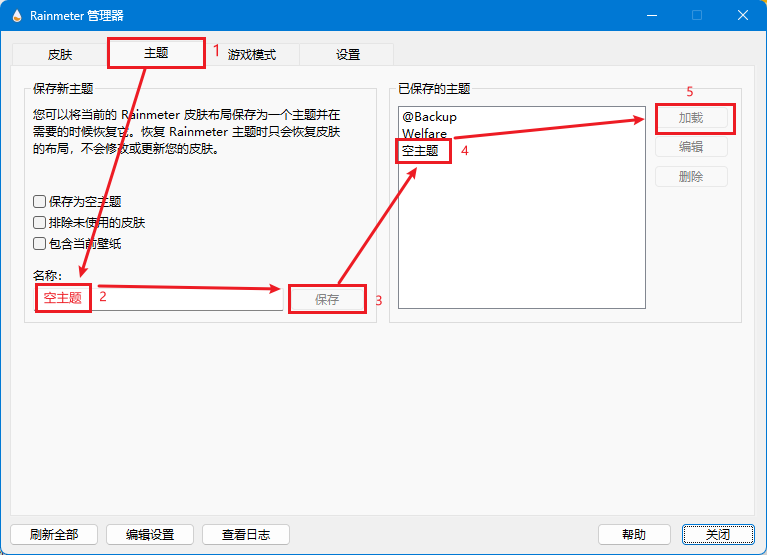 Rainmeter 管理器
皮肤
主题
1
游戏模式
设置
保存新主题
您可以将当前的 Rainmeter 皮肤布局保存为一个主题并在
需要的时候恢复它。恢复 Rainmeter 主题时只会恢复皮肤
的布局，不会修改或更新您的皮肤。
保存为空主题
排除未使用的皮肤
包含当前壁纸
名称：
空主题
2
保存
3
已保存的主题
@Backup
Welfare
空主题
4
5
加载
编辑
删除
刷新全部
编辑设置
查看日志
帮助
关闭